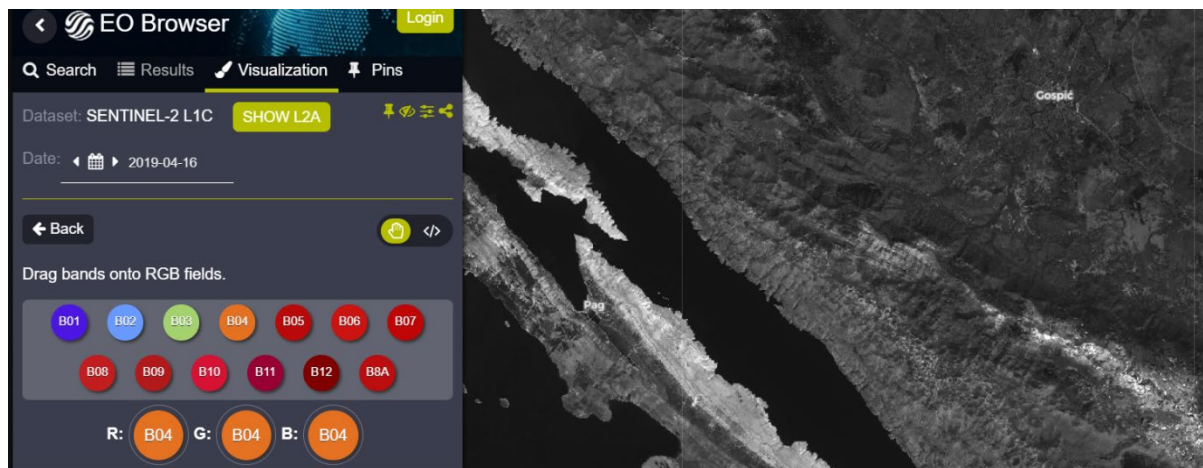 EO Browser
Login
Search Results Visualization Pins
Dataset: SENTINEL-2 L1C SHOW L2A
Date: 2019-04-16
Back </>
Drag bands onto RGB fields.
B01 B02 B03 B04 B05 B06 B07
B08 B09 B10 B11 B12 B8A
R: B04 G: B04 B: B04
Gospić
Pag